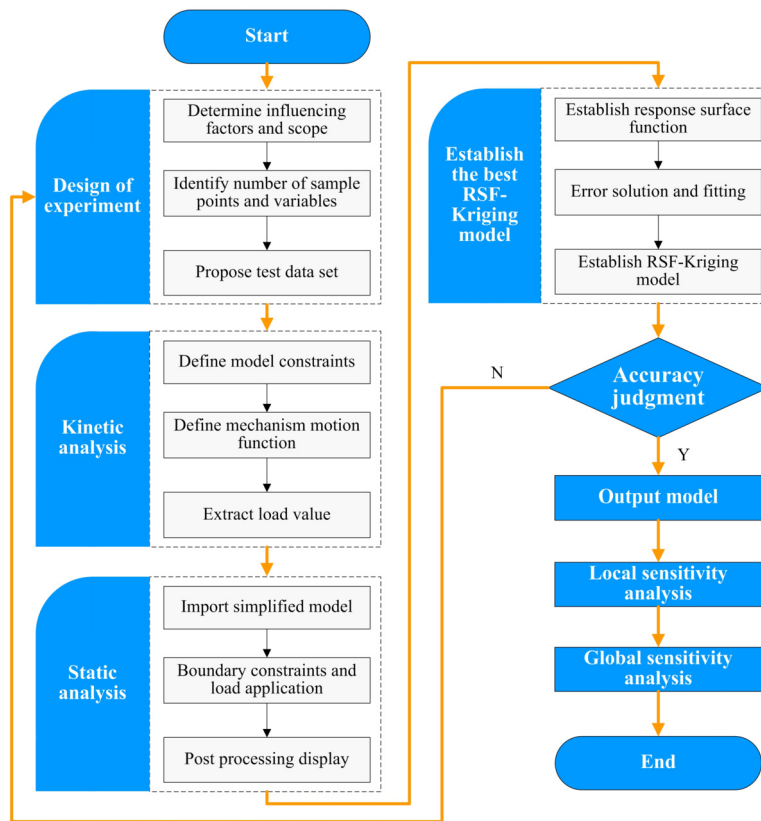 Start
Design of
experiment
Determine influencing
factors and scope
Identify number of sample
points and variables
Propose test data set
Kinetic
analysis
Define model constraints
Define mechanism motion
function
Extract load value
Static
analysis
Import simplified model
Boundary constraints and
load application
Post processing display
Establish
the best
RSF-
Kriging
model
Establish response surface
function
Error solution and fitting
Establish RSF-Kriging
model
Accuracy
judgment
N
Y
Output model
Local sensitivity
analysis
Global sensitivity
analysis
End